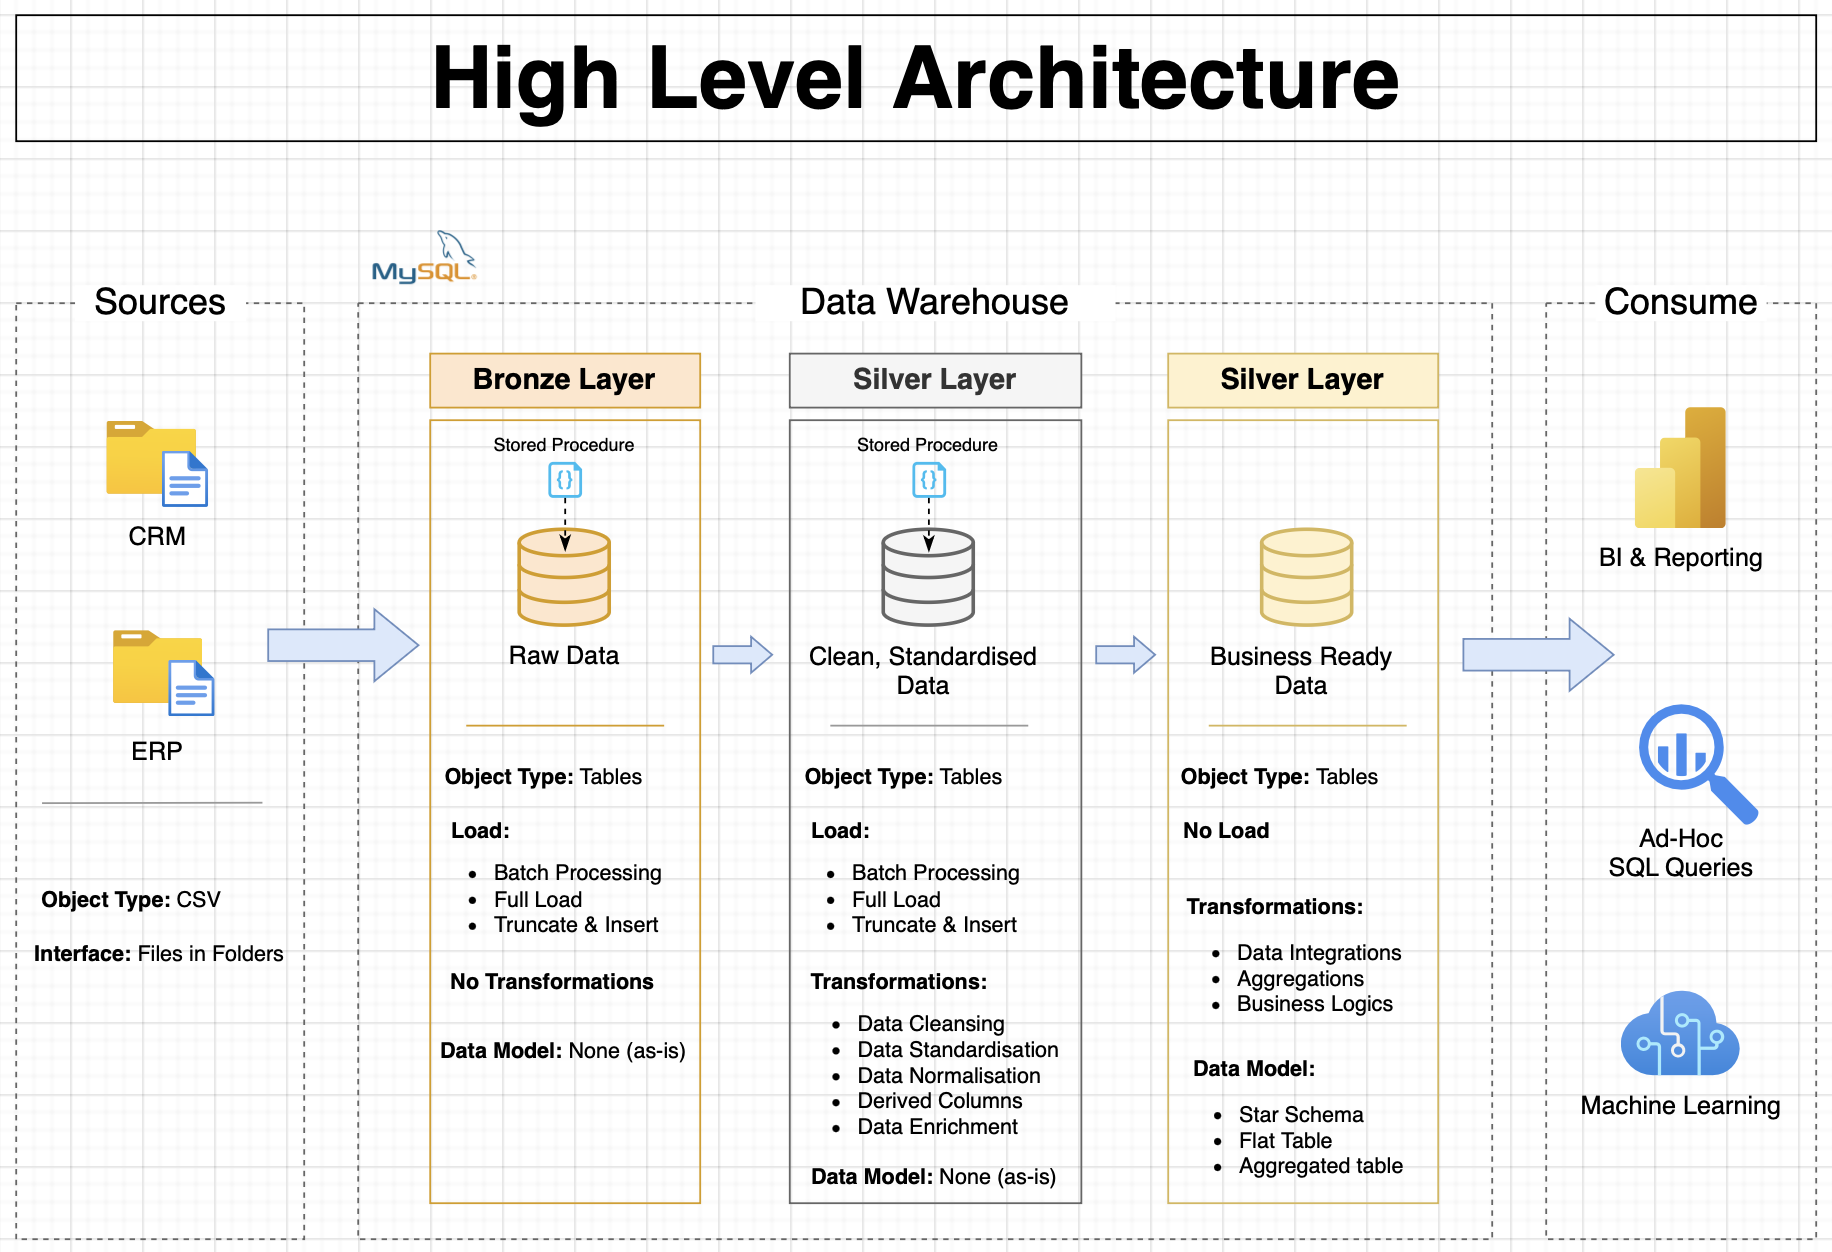 High Level Architecture
MySQL
Sources
CRM
ERP
Object Type: CSV
Interface: Files in Folders
Data Warehouse
Bronze Layer
Stored Procedure
{}
Raw Data
Object Type: Tables
Load:
• Batch Processing
• Full Load
• Truncate & Insert
No Transformations
Data Model: None (as-is)
Silver Layer
Stored Procedure
{}
Clean, Standardised
Data
Object Type: Tables
Load:
• Batch Processing
• Full Load
• Truncate & Insert
Transformations:
• Data Cleansing
• Data Standardisation
• Data Normalisation
• Derived Columns
• Data Enrichment
Data Model: None (as-is)
Silver Layer
Business Ready
Data
Object Type: Tables
No Load
Transformations:
• Data Integrations
• Aggregations
• Business Logics
Data Model:
• Star Schema
• Flat Table
• Aggregated table
Consume
BI & Reporting
Ad-Hoc
SQL Queries
Machine Learning